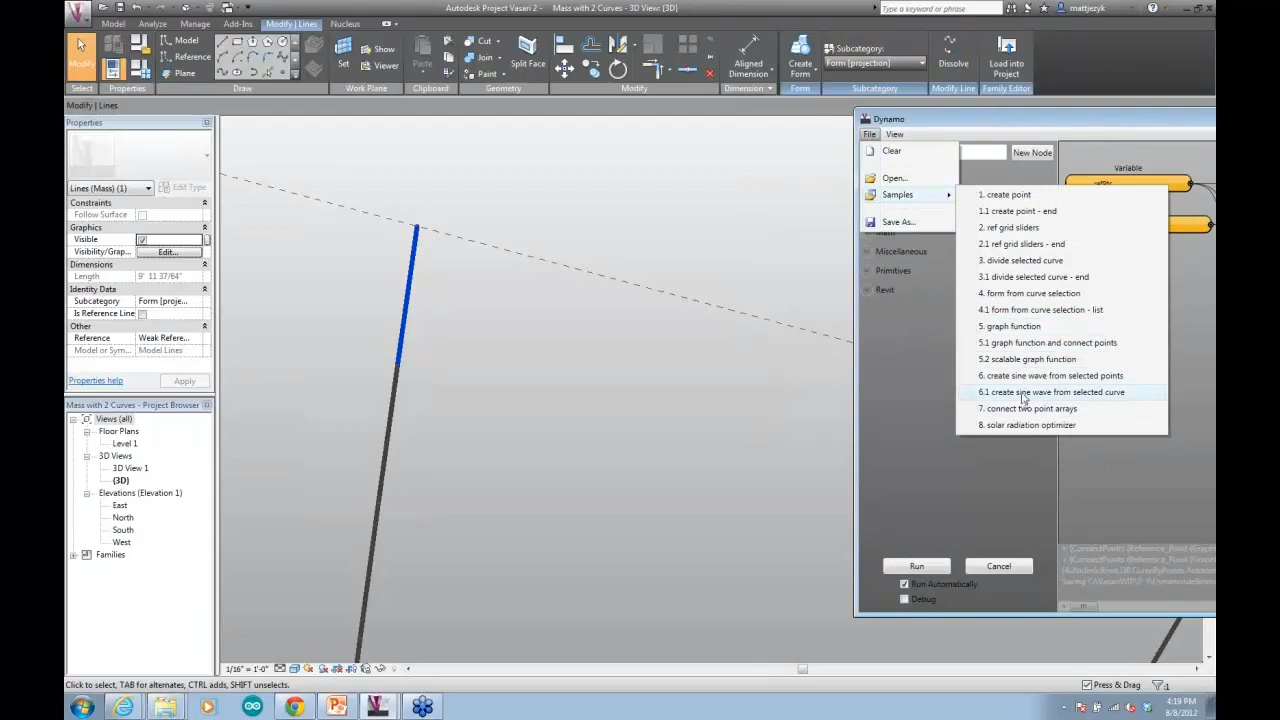 Autodesk Project Vasari 2 - Mass with 2 Curves - 3D View: {3D}
Type a keyword or phrase
mattjezyk
Model
Analyze
Manage
Add-Ins
Modify | Lines
Nucleus
Modify
Model
Reference
Plane
Set
Show
Viewer
Paste
Cut
Join
Paint
Split Face
Aligned
Dimension
Create
Form
Subcategory:
Form [projection]
Dissolve
Load into
Project
Select
Properties
Draw
Work Plane
Clipboard
Geometry
Modify
Dimension
Form
Subcategory
Modify Line
Family Editor
Modify | Lines
Properties
Lines (Mass) (1)
Edit Type
Constraints
Follow Surface
Graphics
Visible
Visibility/Grap...
Edit...
Dimensions
Length
9' 11 37/64"
Identity Data
Subcategory
Form [proje...
Is Reference Line
Other
Reference
Weak Refere...
Model or Sym...
Model Lines
Properties help
Apply
Mass with 2 Curves - Project Browser
Views (all)
Floor Plans
Level 1
3D Views
3D View 1
{3D}
Elevations (Elevation 1)
East
North
South
West
Families
Dynamo
File
View
Clear
Open...
Samples
Save As...
New Node
Variable
Miscellaneous
Primitives
Revit
1. create point
1.1 create point - end
2. ref grid sliders
2.1 ref grid sliders - end
3. divide selected curve
3.1 divide selected curve - end
4. form from curve selection
4.1 form from curve selection - list
5. graph function
5.1 graph function and connect points
5.2 scalable graph function
6. create sine wave from selected points
6.1 create sine wave from selected curve
7. connect two point arrays
8. solar radiation optimizer
Run
Cancel
Run Automatically
Debug
1/16" = 1'-0"
Click to select, TAB for alternates, CTRL adds, SHIFT unselects.
Press & Drag
:1
4:19 PM
8/8/2012